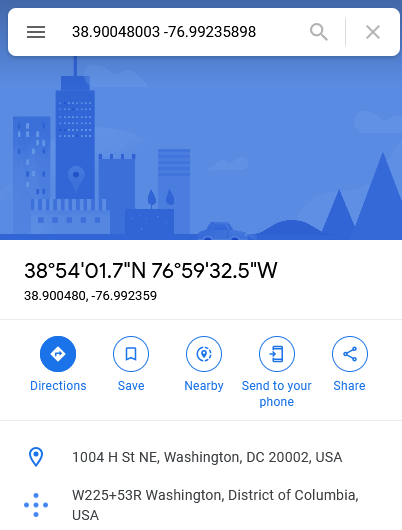 38.90048003 -76.99235898
38°54'01.7"N 76°59'32.5"W
38.900480, -76.992359
Directions
Save
Nearby
Send to your
phone
Share
1004 H St NE, Washington, DC 20002, USA
W225+53R Washington, District of Columbia,
USA